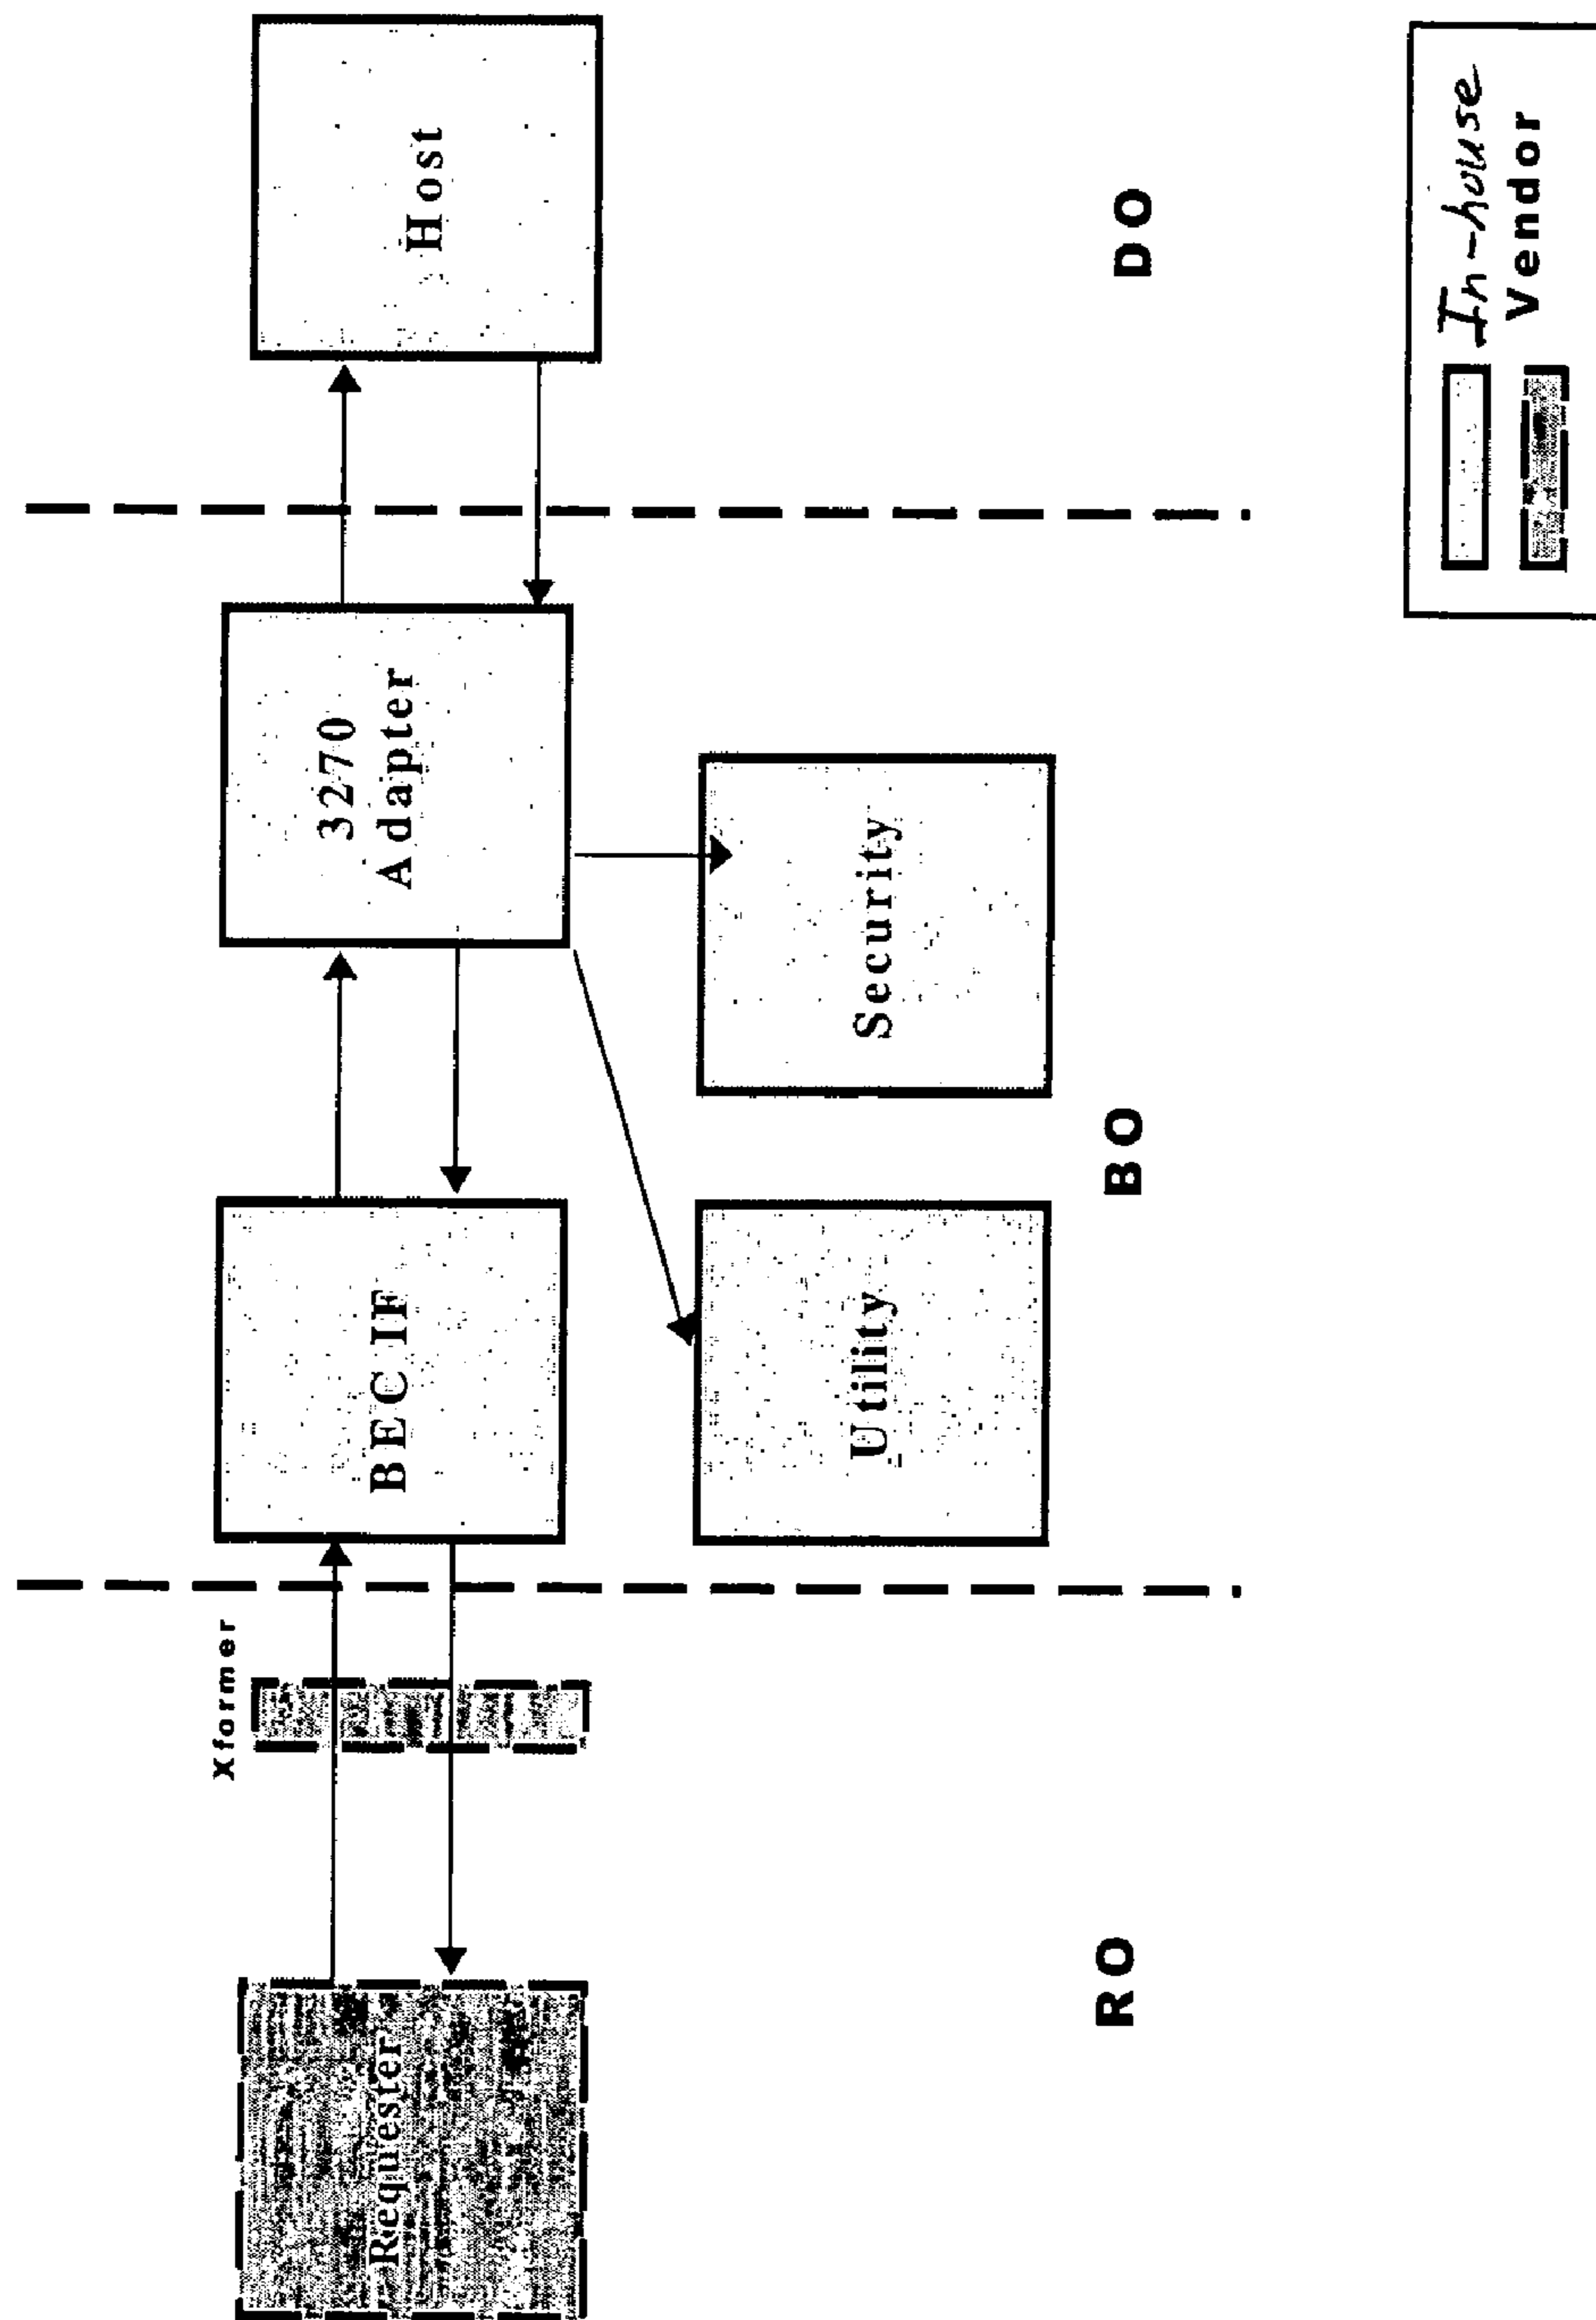 Xformer
Requester
BEC IF
3270
Adapter
Host
Utility
Security
RO
BO
DO
In-house
Vendor